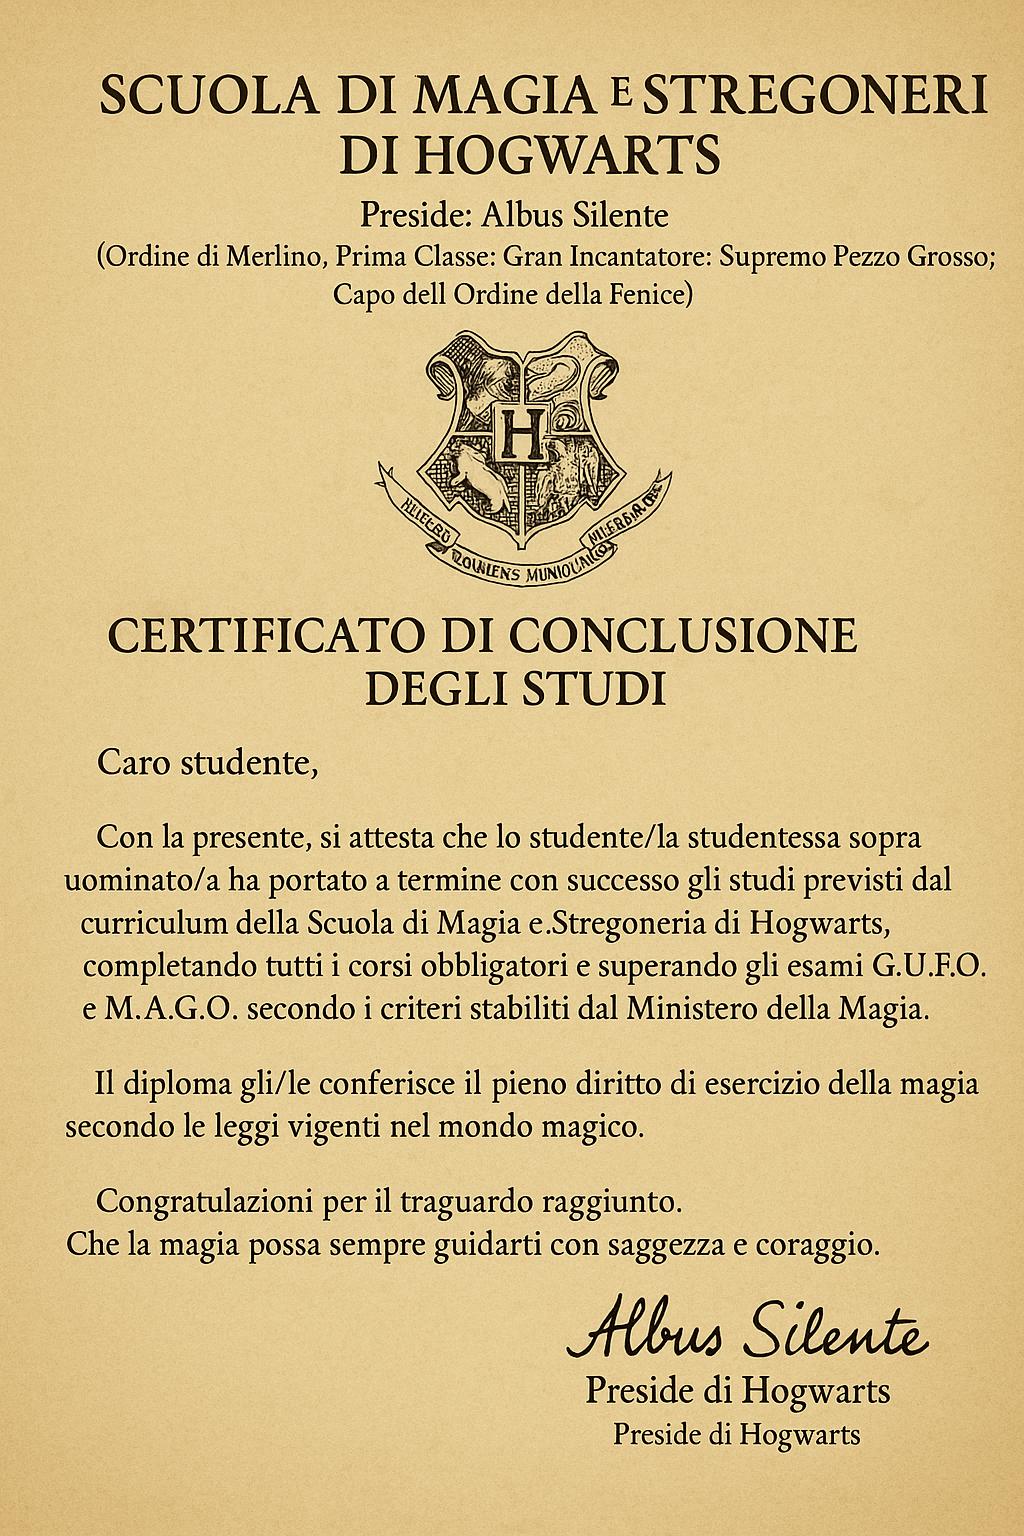 SCUOLA DI MAGIA E STREGONERI
DI HOGWARTS
Preside: Albus Silente
(Ordine di Merlino, Prima Classe: Gran Incantatore: Supremo Pezzo Grosso;
Capo dell Ordine della Fenice)
H
CERTIFICATO DI CONCLUSIONE
DEGLI STUDI
Caro studente,
Con la presente, si attesta che lo studente/la studentessa sopra
uominato/a ha portato a termine con successo gli studi previsti dal
curriculum della Scuola di Magia e.Stregoneria di Hogwarts,
completando tutti i corsi obbligatori e superando gli esami G.U.F.O.
e M.A.G.O. secondo i criteri stabiliti dal Ministero della Magia.
Il diploma gli/le conferisce il pieno diritto di esercizio della magia
secondo le leggi vigenti nel mondo magico.
Congratulazioni per il traguardo raggiunto.
Che la magia possa sempre guidarti con saggezza e coraggio.
Albus Silente
Preside di Hogwarts
Preside di Hogwarts